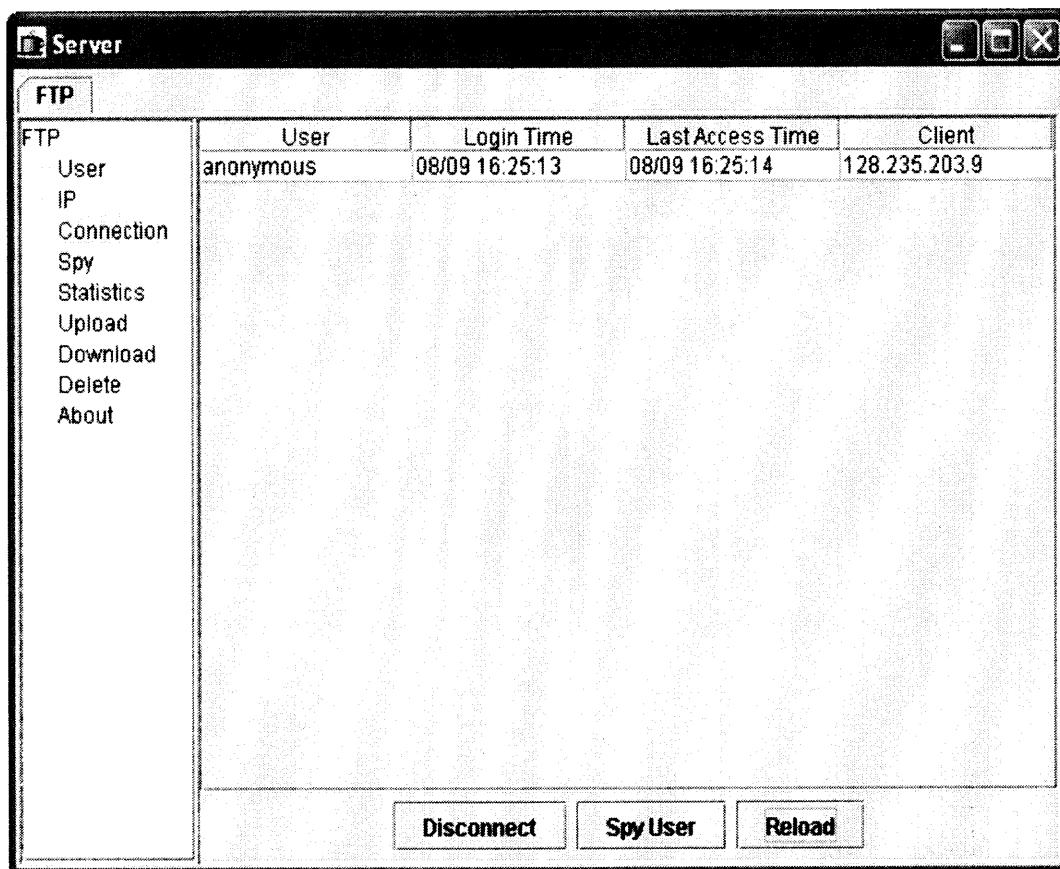 Server
FTP
FTP
User
IP
Connection
Spy
Statistics
Upload
Download
Delete
About
User Login Time Last Access Time Client
anonymous 08/09 16:25:13 08/09 16:25:14 128.235.203.9
Disconnect Spy User Reload